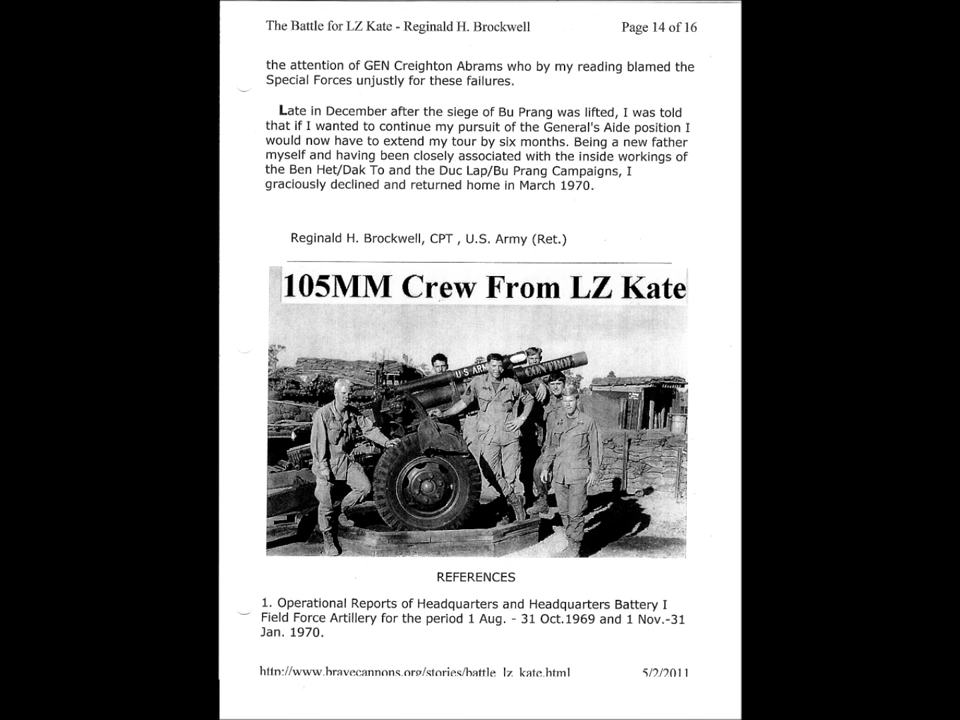 The Battle for LZ Kate - Reginald H. Brockwell Page 14 of 16
the attention of GEN Creighton Abrams who by my reading blamed the
Special Forces unjustly for these failures.
Late in December after the siege of Bu Prang was lifted, I was told
that if I wanted to continue my pursuit of the General's Aide position I
would now have to extend my tour by six months. Being a new father
myself and having been closely associated with the inside workings of
the Ben Het/Dak To and the Duc Lap/Bu Prang Campaigns, I
graciously declined and returned home in March 1970.
Reginald H. Brockwell, CPT , U.S. Army (Ret.)
105MM Crew From LZ Kate
U.S ARM
CONTROL
REFERENCES
1. Operational Reports of Headquarters and Headquarters Battery I
Field Force Artillery for the period 1 Aug. - 31 Oct.1969 and 1 Nov.-31
Jan. 1970.
http://www.bravecannons.org/stories/battle_lz_kate.html 5/2/2011